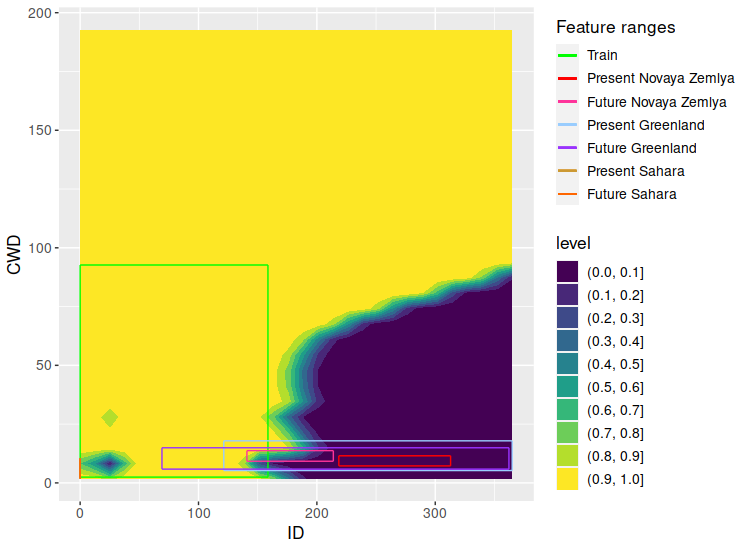 200
150
100
50
0
CWD
0
100
200
300
ID
Feature ranges
Train
Present Novaya Zemlya
Future Novaya Zemlya
Present Greenland
Future Greenland
Present Sahara
Future Sahara
level
(0.0, 0.1]
(0.1, 0.2]
(0.2, 0.3]
(0.3, 0.4]
(0.4, 0.5]
(0.5, 0.6]
(0.6, 0.7]
(0.7, 0.8]
(0.8, 0.9]
(0.9, 1.0]